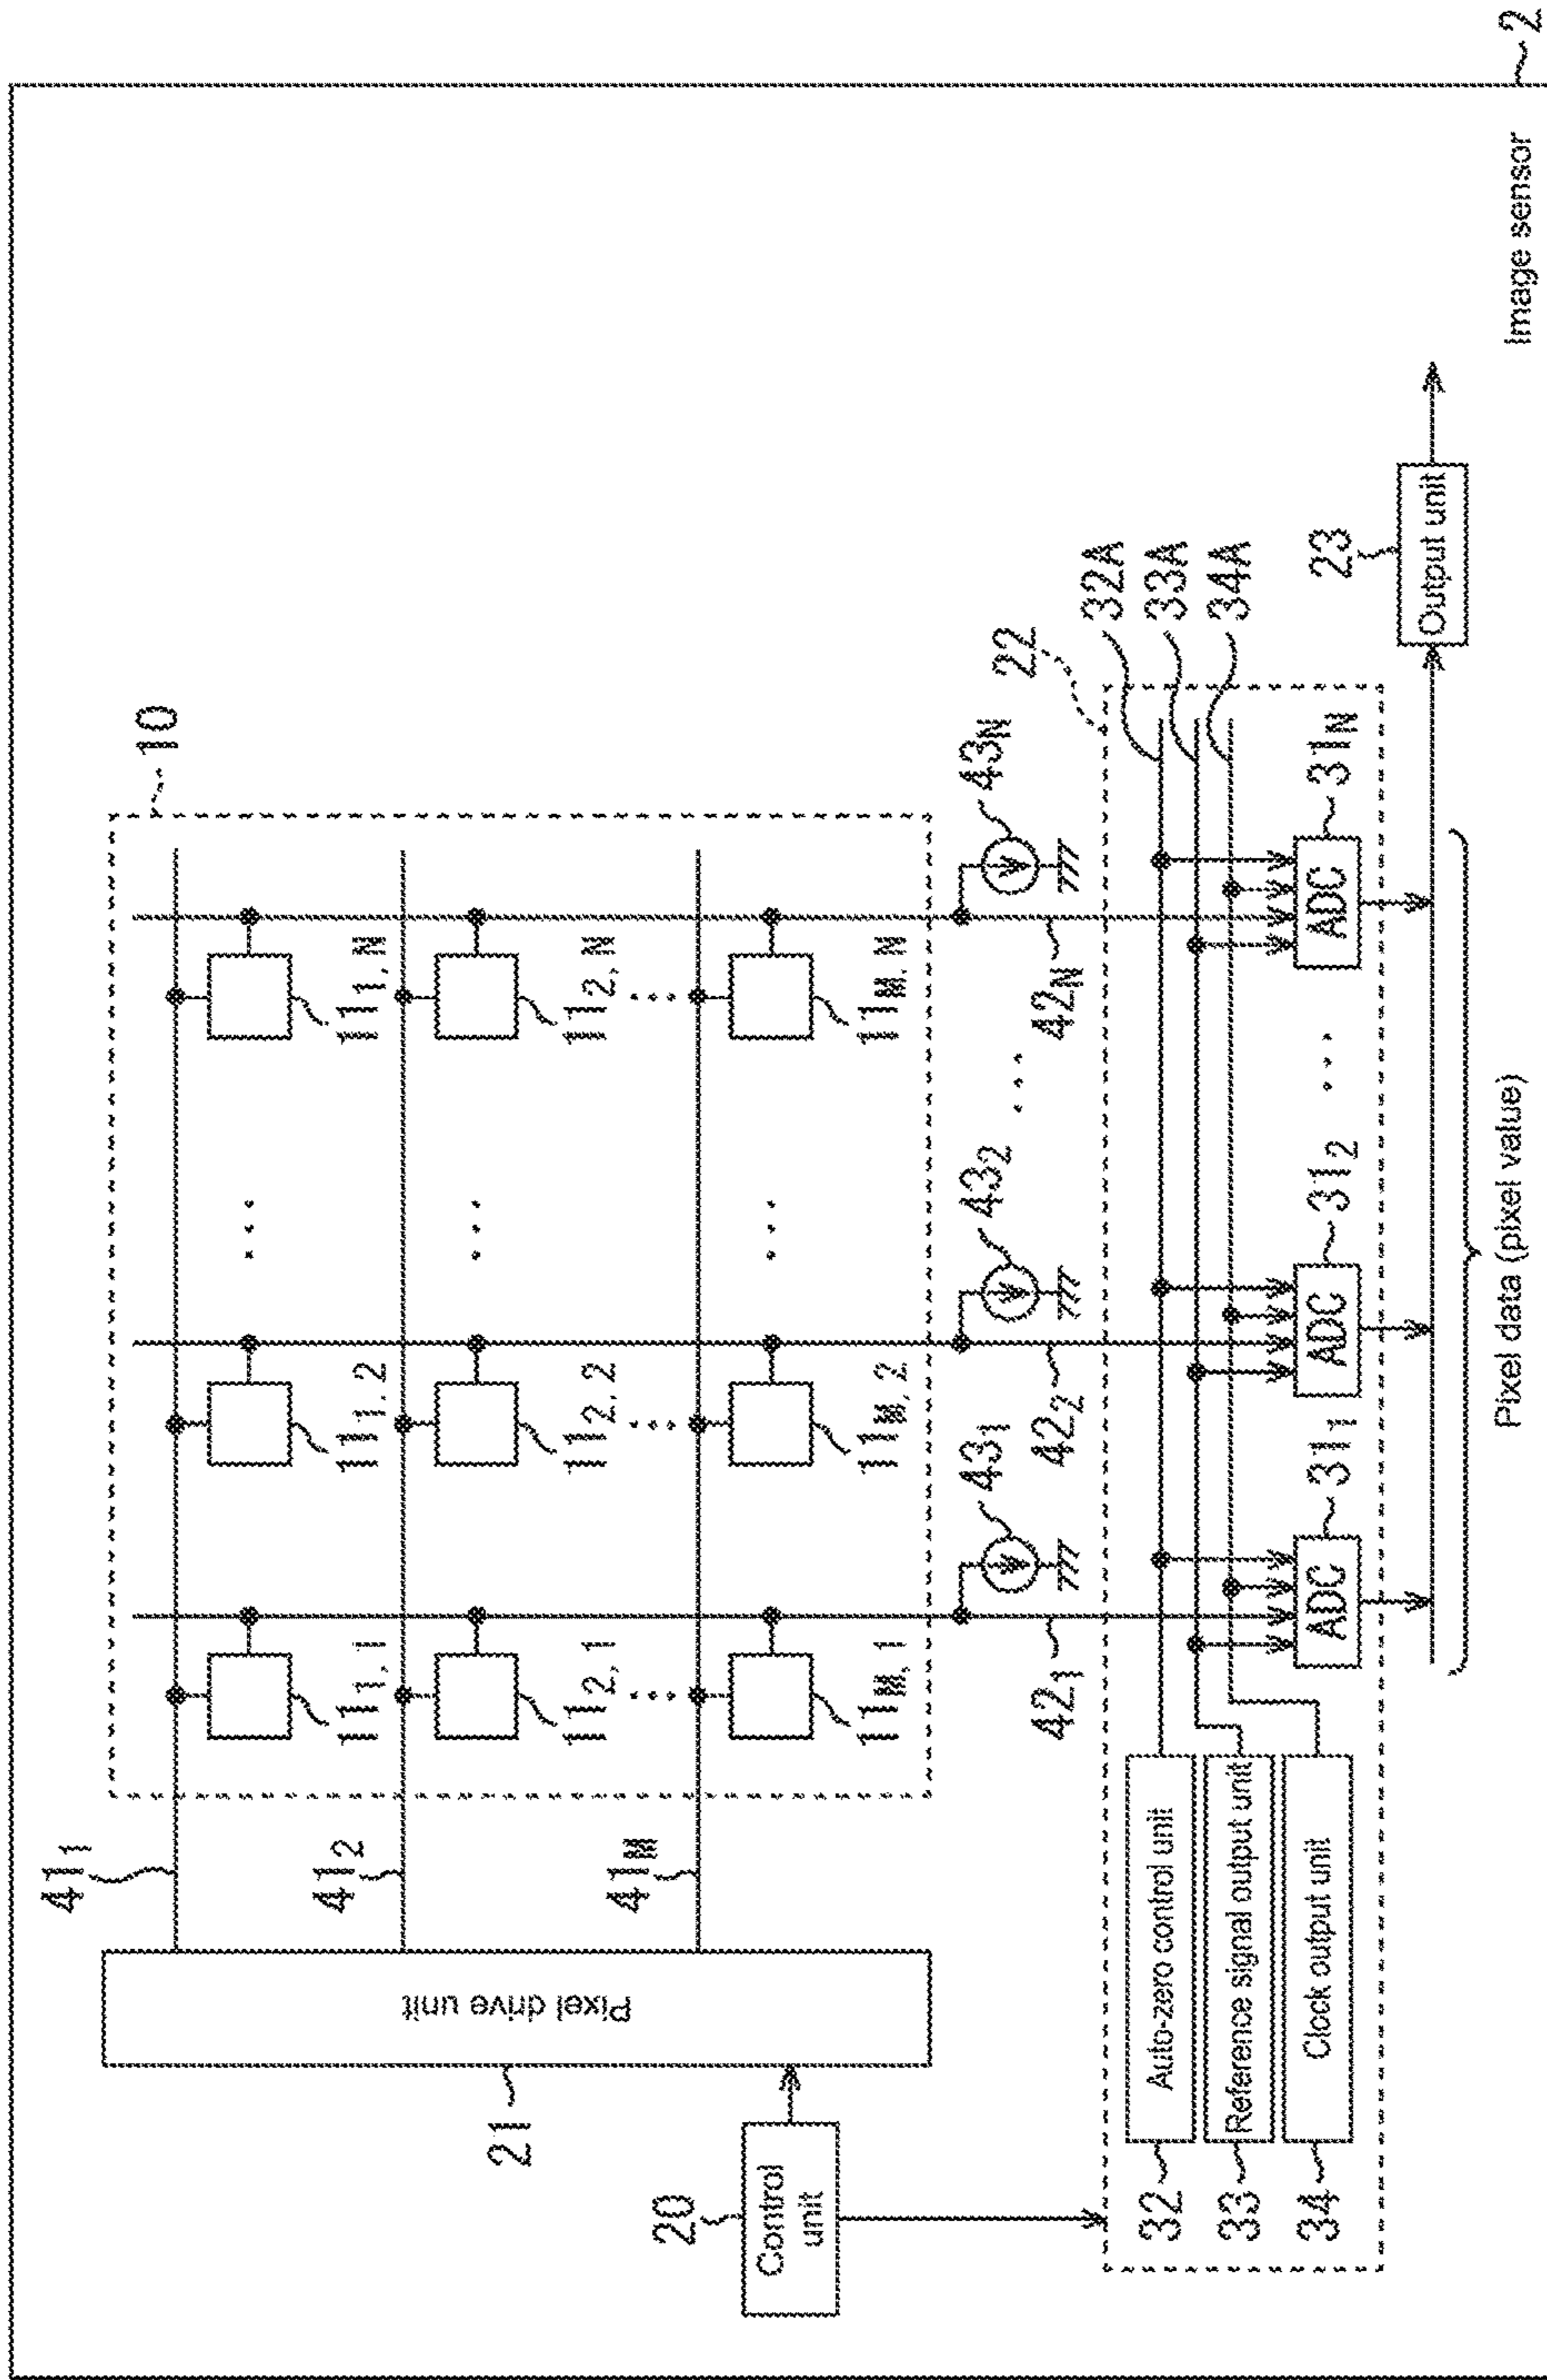 2
Image sensor
10
41₁
41₂
41M
11₁,₁
11₁,₂
11₁,N
11₂,₁
11₂,₂
11₂,N
11M,₁
11M,₂
11M,N
...
...
...
...
...
...
21
Pixel drive unit
20
Control unit
43₁
43₂
43N
42₁
42₂
...
42N
22
32A
33A
34A
32
Auto-zero control unit
33
Reference signal output unit
34
Clock output unit
31₁
31₂
...
31N
ADC
ADC
ADC
23
Output unit
Pixel data (pixel value)